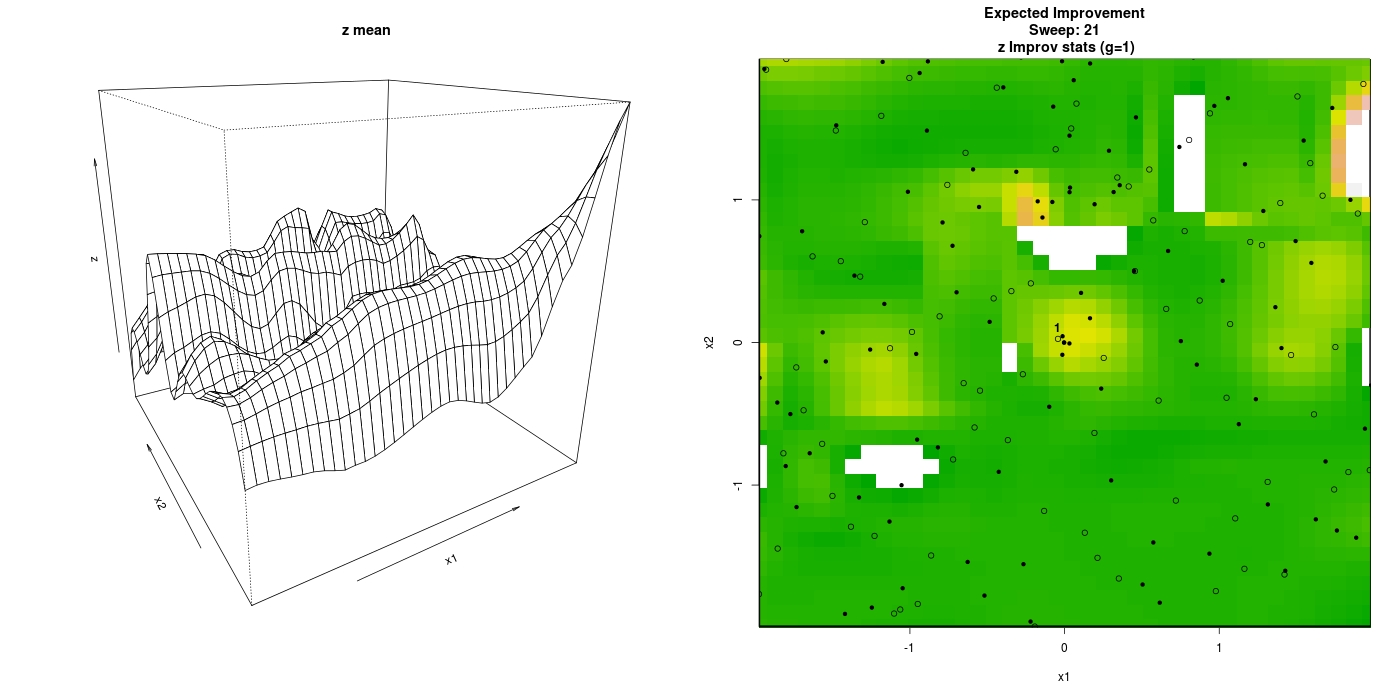 z mean
z
x2
x1
Expected Improvement
Sweep: 21
z Improv stats (g=1)
x2
1
0
-1
1
-1
0
1
x1